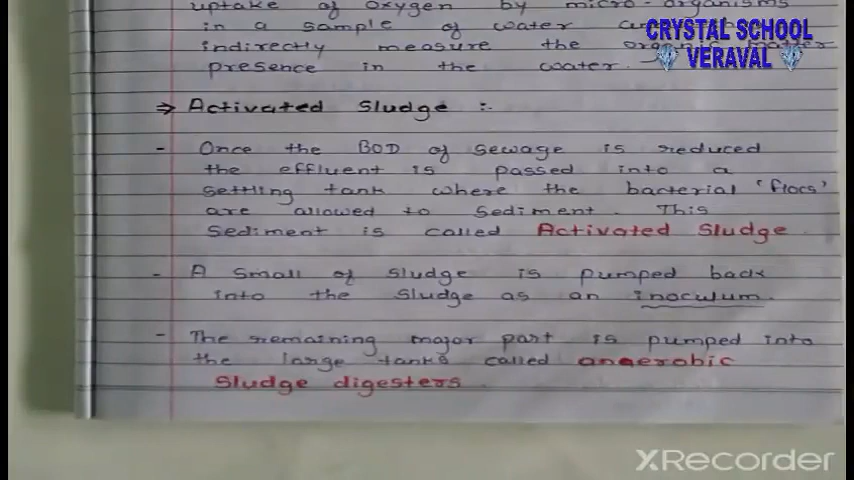 uptake of oxygen by micro-organisms
in a sample of water
indirectly measure the
presence in the water.
CRYSTAL SCHOOL
VERAVAL
⇒ Activated Sludge :-
- Once the BOD of sewage is reduced
the effluent is passed into a
settling tank where the bacterial 'flocs'
are allowed to sediment. This
sediment is called Activated Sludge
- A small of sludge is pumped back
into the sludge as an inoculum.
- The remaining major part is pumped into
the large tanks called anaerobic
sludge digesters
XRecorder